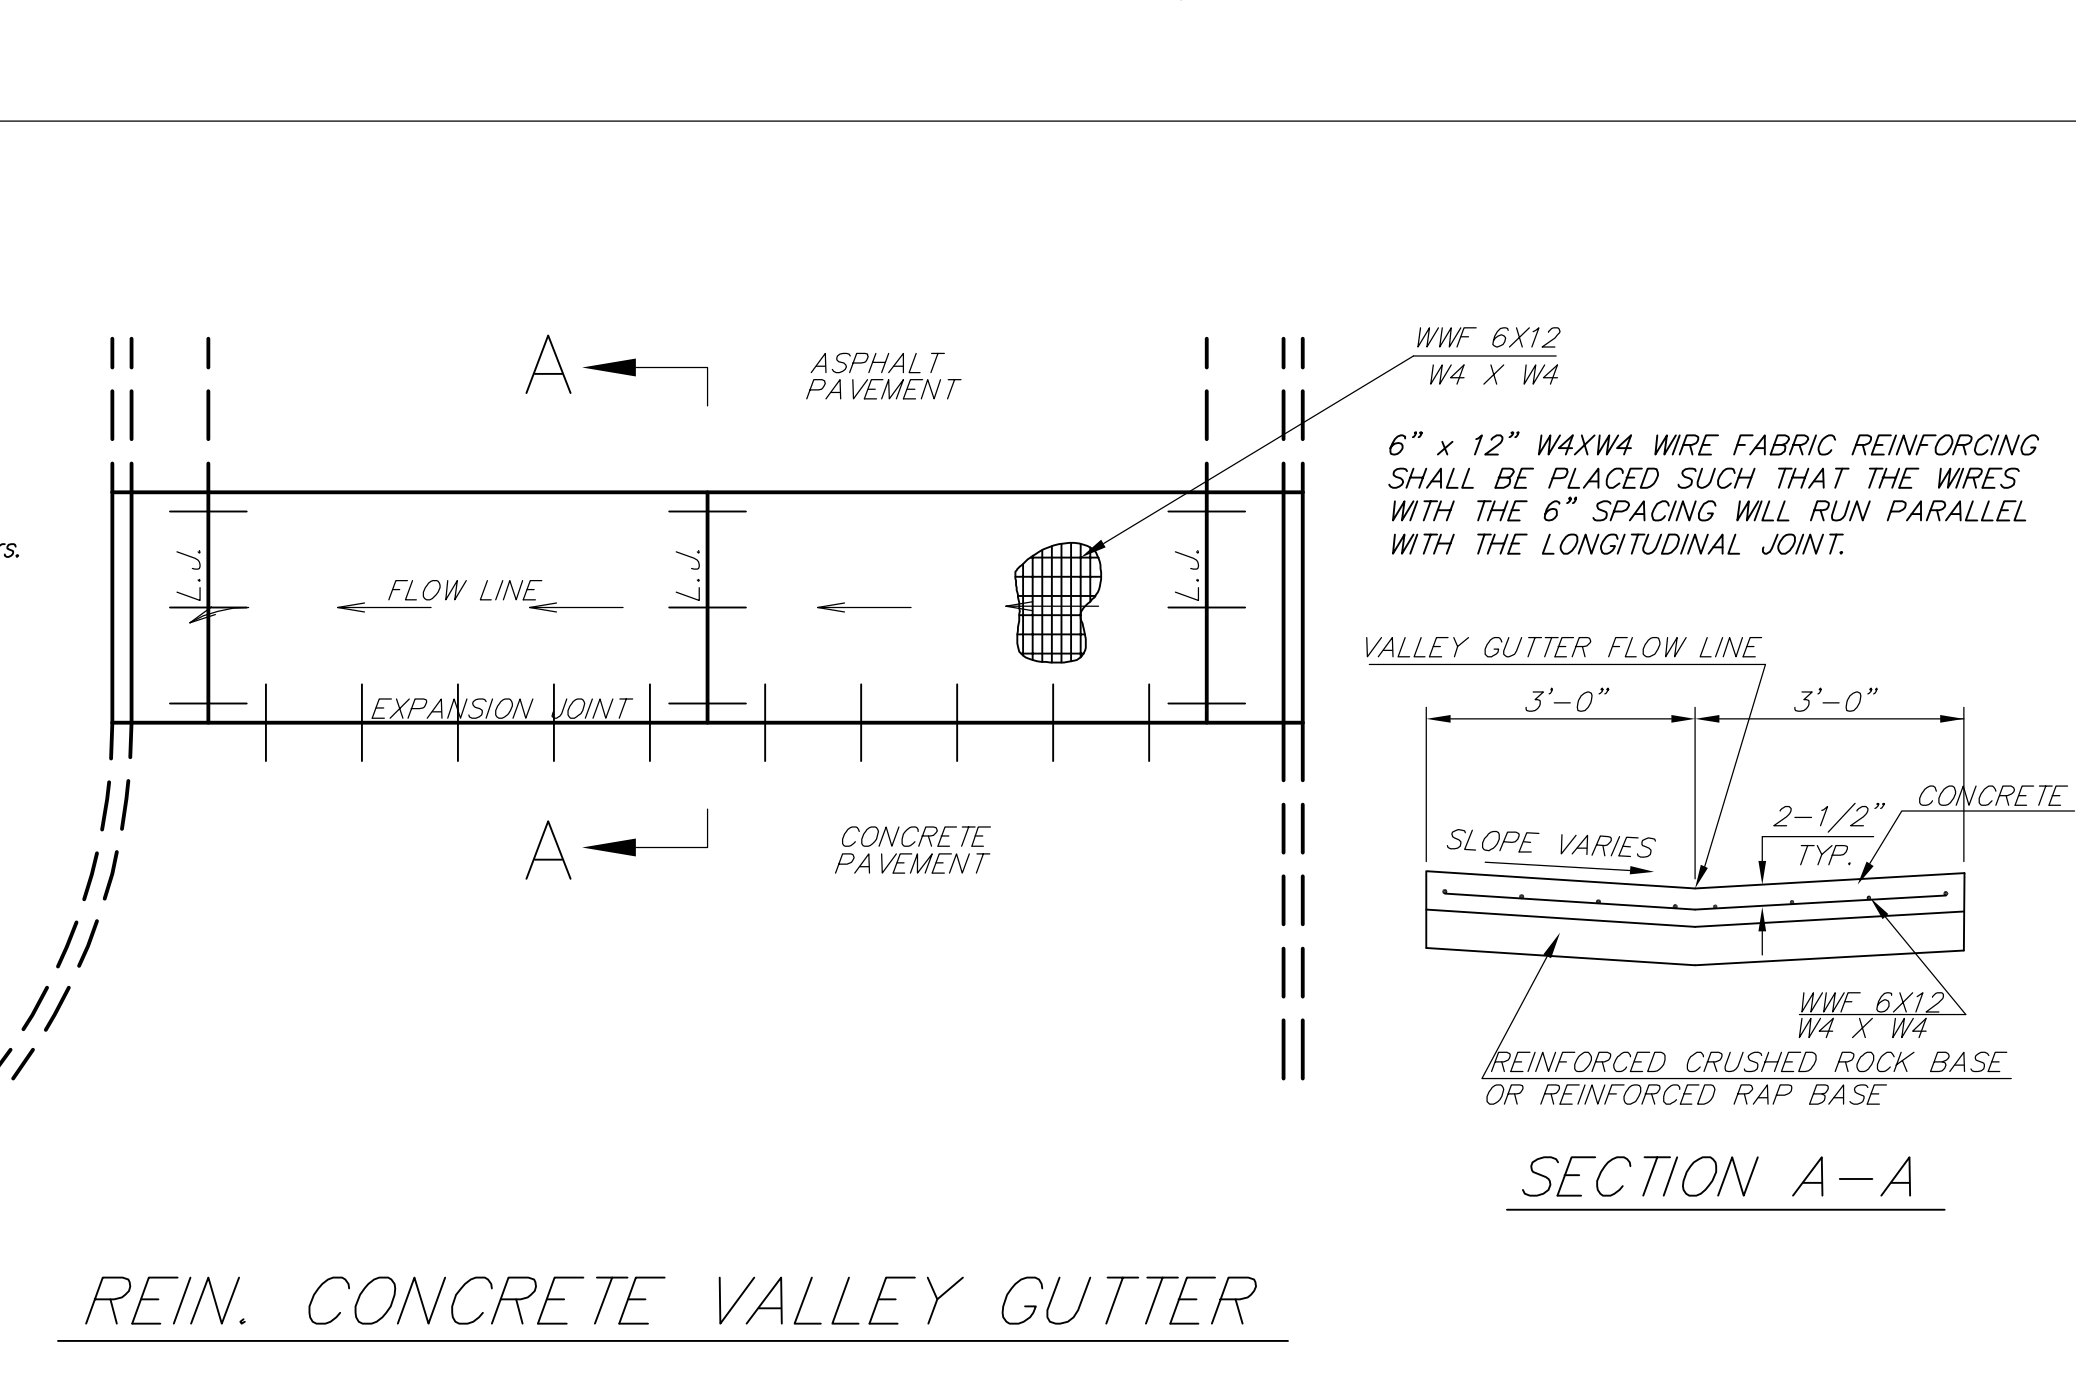 WWF 6X12
W4 X W4
6" x 12" W4XW4 WIRE FABRIC REINFORCING
SHALL BE PLACED SUCH THAT THE WIRES
WITH THE 6" SPACING WILL RUN PARALLEL
WITH THE LONGITUDINAL JOINT.
A
ASPHALT
PAVEMENT
rs.
L.J.
FLOW LINE
L.J.
L.J.
EXPANSION JOINT
A
CONCRETE
PAVEMENT
VALLEY GUTTER FLOW LINE
3'-0"
3'-0"
SLOPE VARIES
2-1/2"
TYP.
CONCRETE
WWF 6X12
W4 X W4
REINFORCED CRUSHED ROCK BASE
OR REINFORCED RAP BASE
SECTION A-A
REIN. CONCRETE VALLEY GUTTER